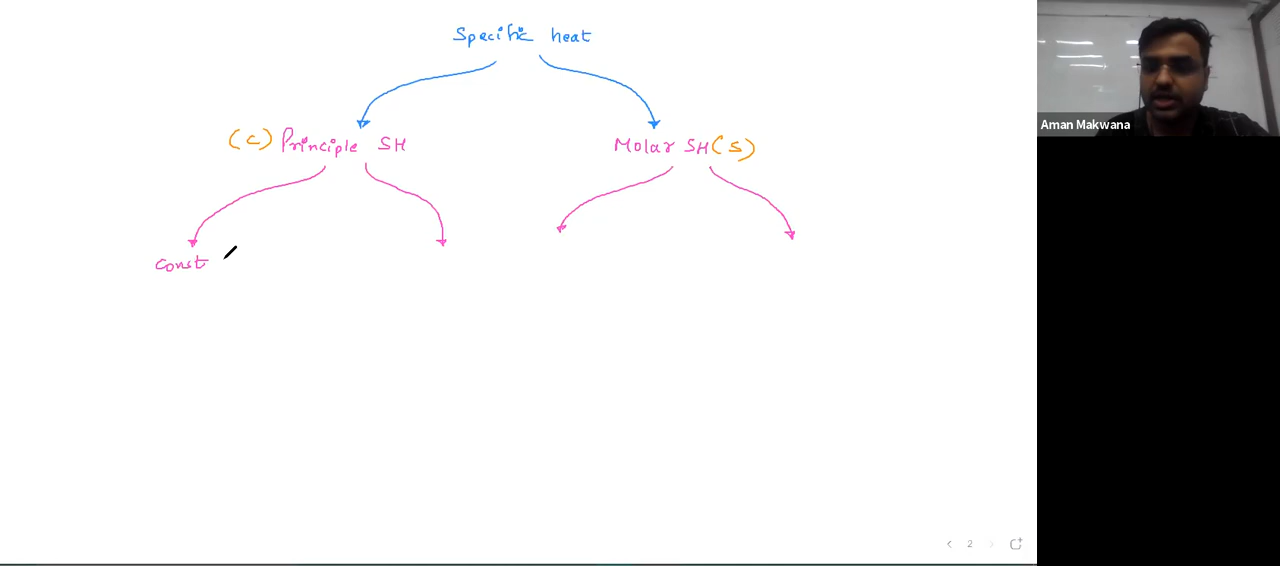 Specific heat
(c) Principle SH
Molar SH(s)
const
Aman Makwana
2